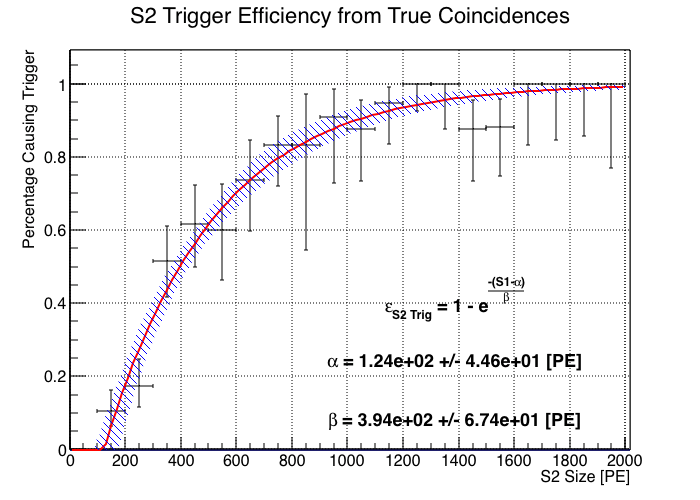 S2 Trigger Efficiency from True Coincidences
Percentage Causing Trigger
1
0.8
0.6
0.4
0.2
0
ε_S2 Trig = 1 - e^(-(S1-α)/β)
α = 1.24e+02 +/- 4.46e+01 [PE]
β = 3.94e+02 +/- 6.74e+01 [PE]
0 200 400 600 800 1000 1200 1400 1600 1800 2000
S2 Size [PE]